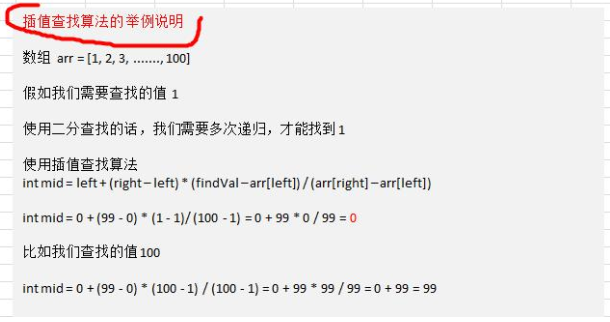 插值查找算法的举例说明
数组 arr = [1, 2, 3, ......., 100]
假如我们需要查找的值 1
使用二分查找的话，我们需要多次递归，才能找到 1
使用插值查找算法
int mid = left + (right – left) * (findVal – arr[left]) / (arr[right] – arr[left])
int mid = 0 + (99 - 0) * (1 - 1)/ (100 - 1) = 0 + 99 * 0 / 99 = 0
比如我们查找的值 100
int mid = 0 + (99 - 0) * (100 - 1) / (100 - 1) = 0 + 99 * 99 / 99 = 0 + 99 = 99